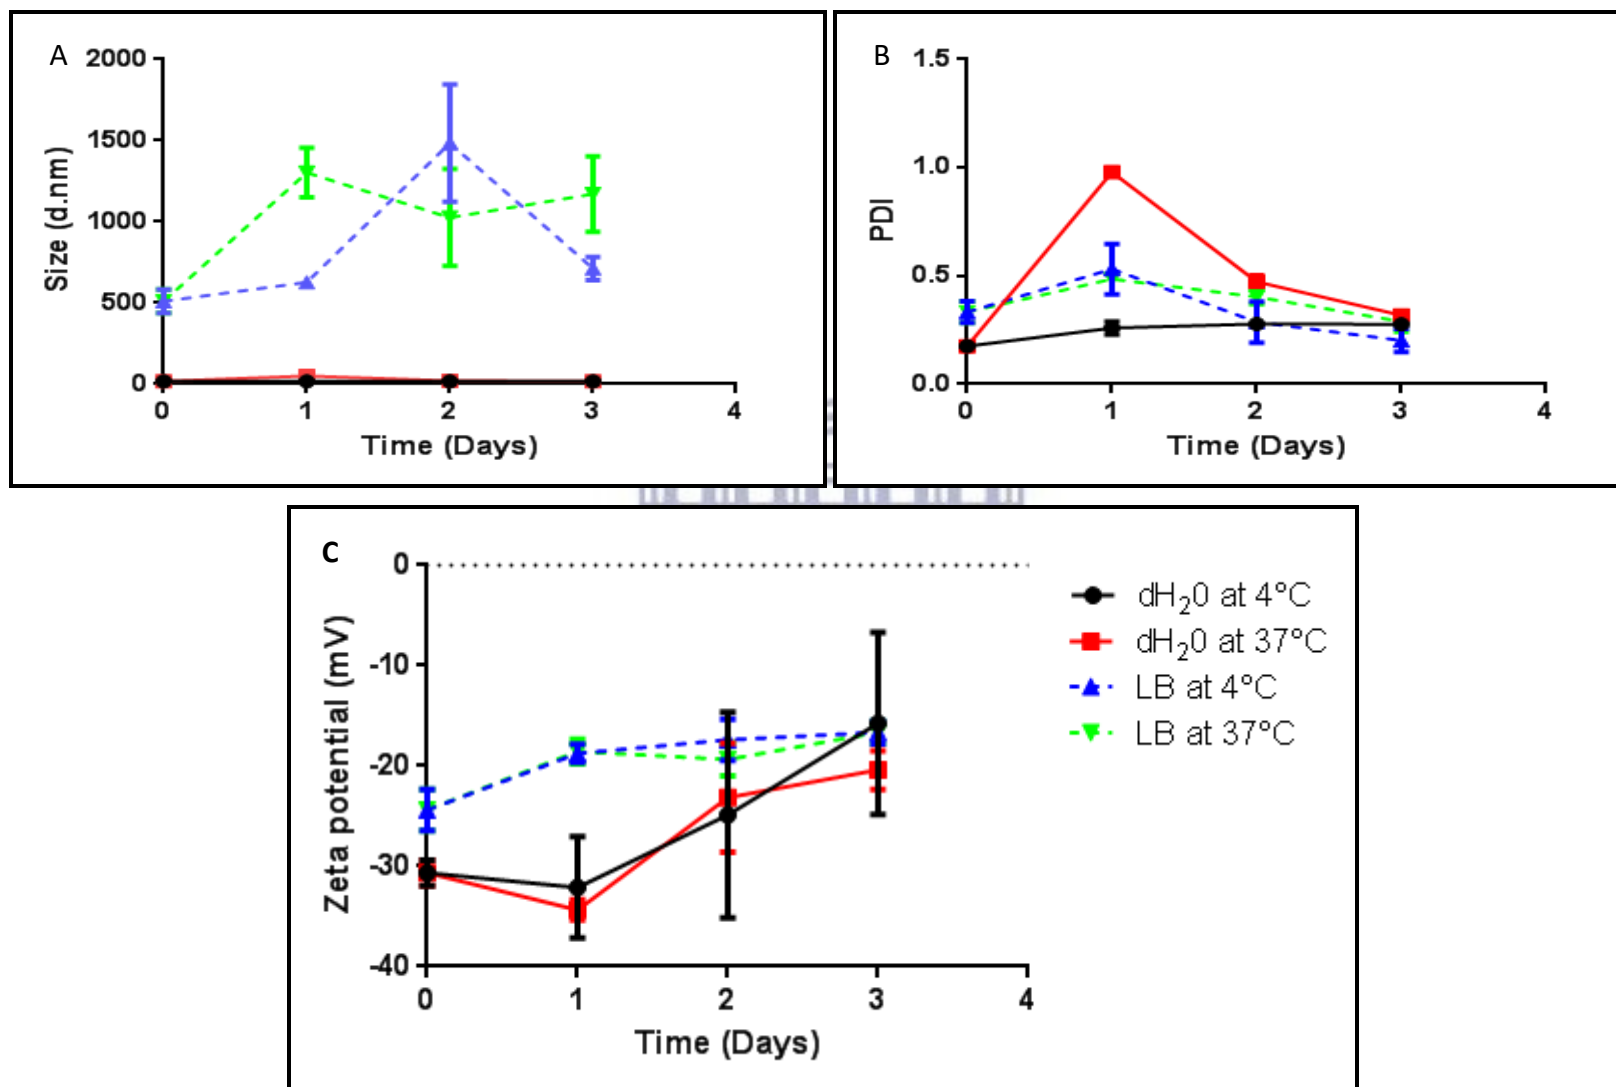 A
2000
1500
1000
500
0
Size (d.nm)
0 1 2 3 4
Time (Days)
B
1.5
1.0
0.5
0.0
PDI
0 1 2 3 4
Time (Days)
C
0
-10
-20
-30
-40
Zeta potential (mV)
0 1 2 3 4
Time (Days)
dH₂0 at 4°C
dH₂0 at 37°C
LB at 4°C
LB at 37°C